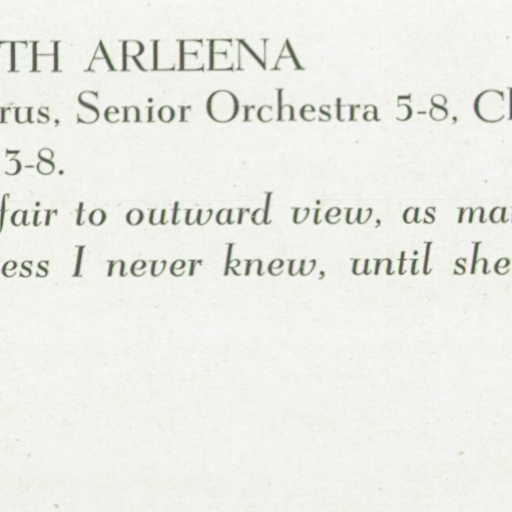 TH ARLEENA
rus, Senior Orchestra 5-8, Cl
3-8.
fair to outward view, as ma
ess I never knew, until she